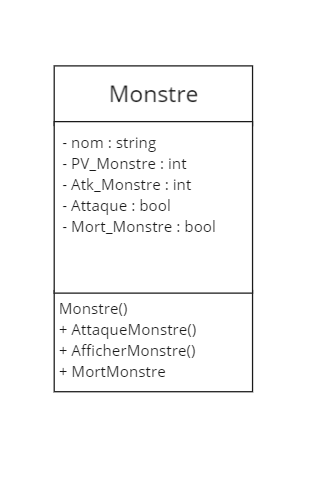 Monstre
- nom : string
- PV_Monstre : int
- Atk_Monstre : int
- Attaque : bool
- Mort_Monstre : bool
Monstre()
+ AttaqueMonstre()
+ AfficherMonstre()
+ MortMonstre